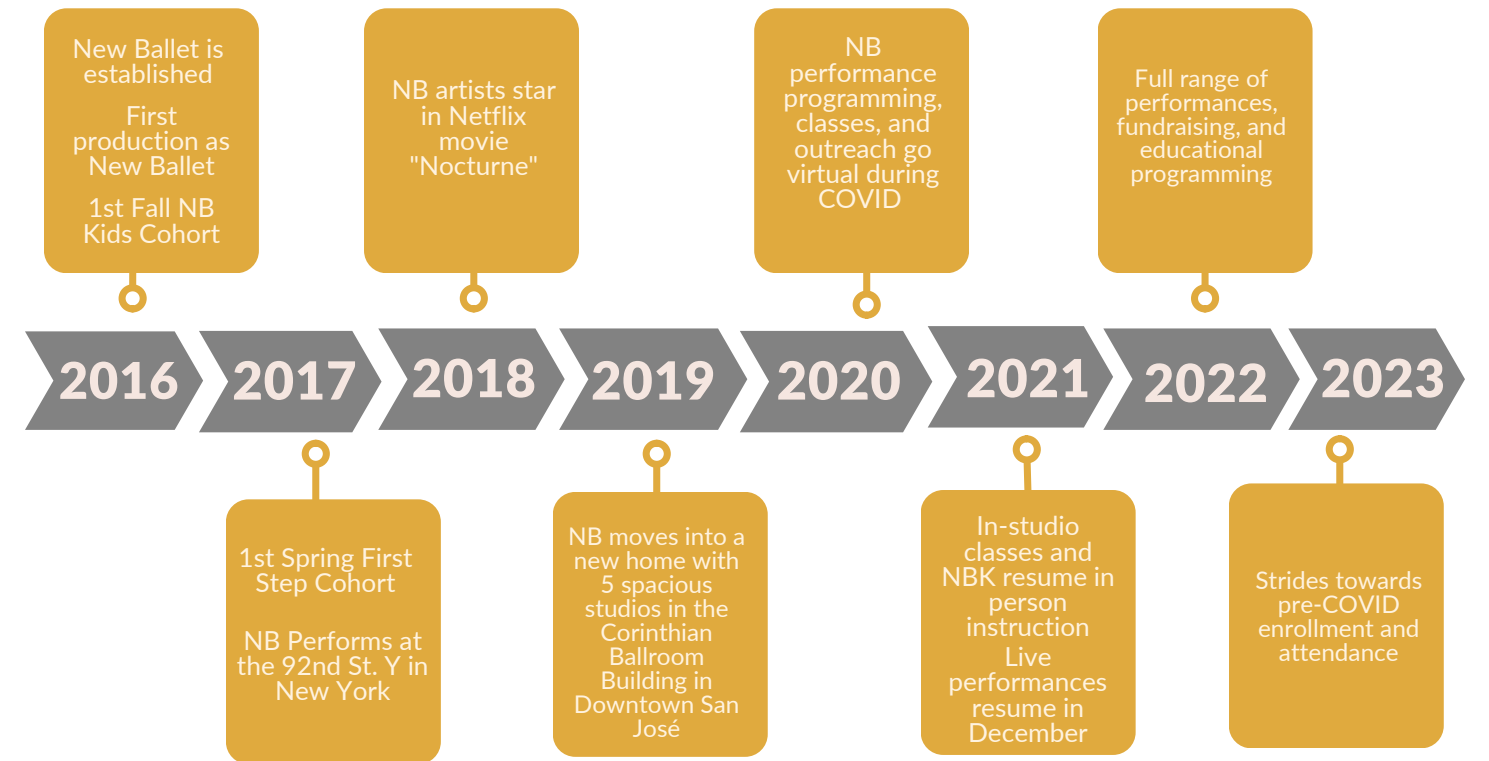 New Ballet is
established
First
production as
New Ballet
1st Fall NB
Kids Cohort
NB artists star
in Netflix
movie
"Nocturne"
NB
performance
programming,
classes, and
outreach go
virtual during
COVID
Full range of
performances,
fundraising, and
educational
programming
2016
2017
2018
2019
2020
2021
2022
2023
1st Spring First
Step Cohort
NB Performs at
the 92nd St. Y in
New York
NB moves into a
new home with
5 spacious
studios in the
Corinthian
Ballroom
Building in
Downtown San
José
In-studio
classes and
NBK resume in
person
instruction
Live
performances
resume in
December
Strides towards
pre-COVID
enrollment and
attendance